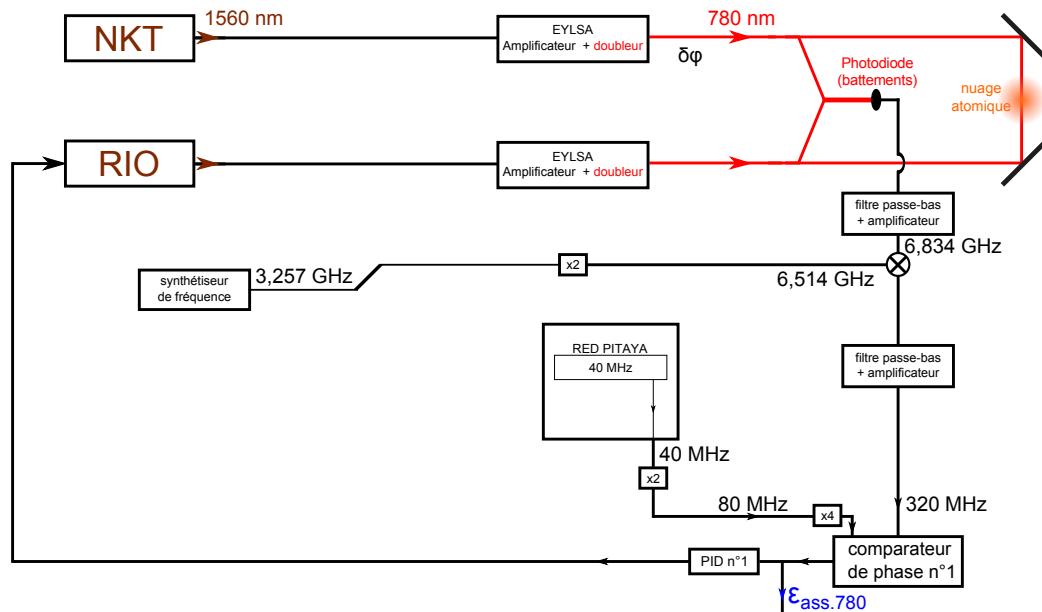 NKT
1560 nm
EYLSA
Amplificateur + doubleur
780 nm
δφ
Photodiode
(battements)
nuage
atomique
RIO
EYLSA
Amplificateur + doubleur
filtre passe-bas
+ amplificateur
6,834 GHz
synthétiseur
de fréquence
3,257 GHz
x2
6,514 GHz
RED PITAYA
40 MHz
filtre passe-bas
+ amplificateur
40 MHz
x2
80 MHz
x4
320 MHz
comparateur
de phase n°1
PID n°1
εass.780